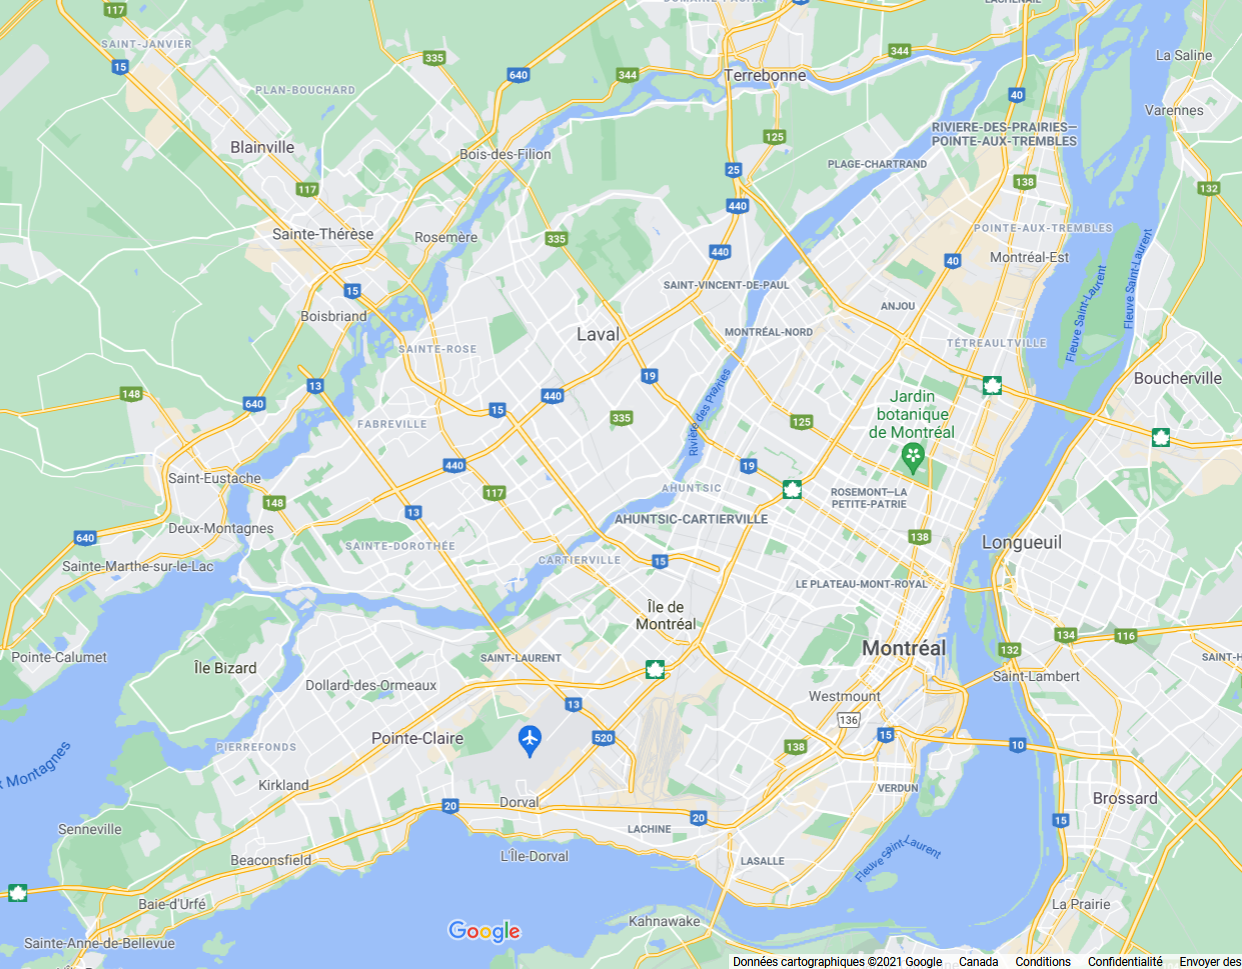 117
SAINT-JANVIER
15
335
640
344
PLAN-BOUCHARD
Terrebonne
344
LACHENAIE
La Saline
40
Varennes
125
RIVIERE-DES-PRAIRIES—
POINTE-AUX-TREMBLES
Blainville
Bois-des-Filion
25
PLAGE-CHARTRAND
117
138
132
440
Sainte-Thérèse
Rosemère
335
440
POINTE-AUX-TREMBLES
Montréal-Est
40
Fleuve Saint-Laurent
Fleuve Saint-Laurent
15
SAINT-VINCENT-DE-PAUL
ANJOU
Boisbriand
Laval
MONTRÉAL-NORD
SAINTE-ROSE
TÉTREAULTVILLE
13
19
Boucherville
148
640
440
Jardin
botanique
de Montréal
15
335
Rivière des Prairies
125
FABREVILLE
440
19
Saint-Eustache
AHUNTSIC
117
ROSEMONT—LA
PETITE-PATRIE
148
13
AHUNTSIC-CARTIERVILLE
Deux-Montagnes
640
138
Longueuil
SAINTE-DOROTHÉE
CARTIERVILLE
15
Sainte-Marthe-sur-le-Lac
LE PLATEAU-MONT-ROYAL
Île de
Montréal
134
116
Montréal
132
Pointe-Calumet
Île Bizard
SAINT-LAURENT
SAINT-H
Dollard-des-Ormeaux
Saint-Lambert
Westmount
13
136
Pointe-Claire
520
15
10
138
PIERREFONDS
x Montagnes
Kirkland
VERDUN
Dorval
20
20
Brossard
15
Senneville
LACHINE
Fleuve Saint-Laurent
Beaconsfield
L'Île-Dorval
LASALLE
Baie-d'Urfé
La Prairie
Kahnawake
Google
Sainte-Anne-de-Bellevue
Données cartographiques ©2021 Google
Canada
Conditions
Confidentialité
Envoyer des